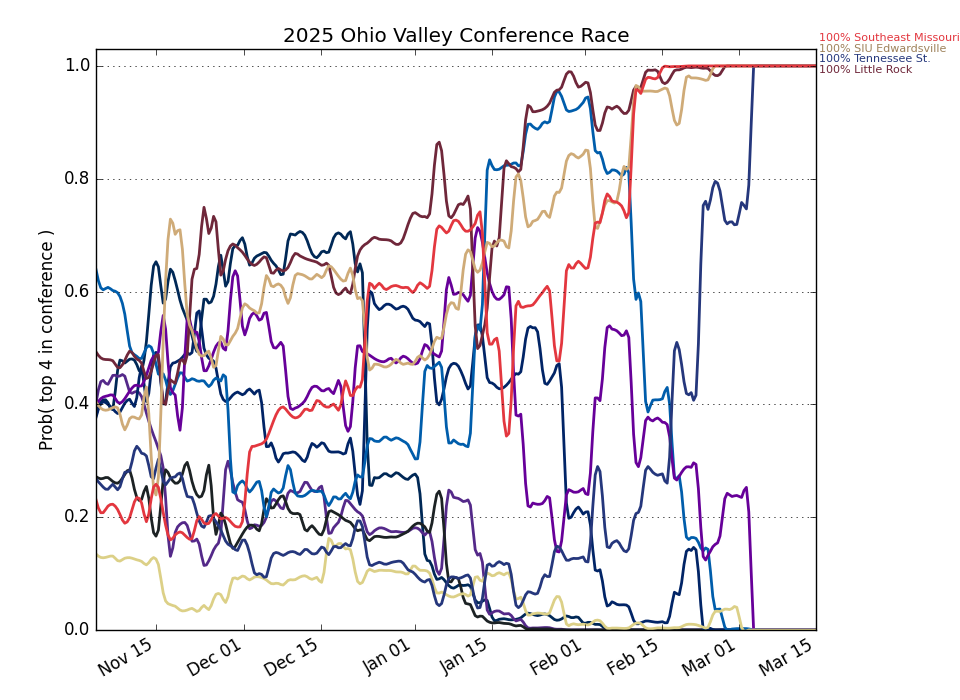 2025 Ohio Valley Conference Race
100% Southeast Missouri
100% SIU Edwardsville
100% Tennessee St.
100% Little Rock
Prob( top 4 in conference )
1.0
0.8
0.6
0.4
0.2
0.0
Nov 15
Dec 01
Dec 15
Jan 01
Jan 15
Feb 01
Feb 15
Mar 01
Mar 15